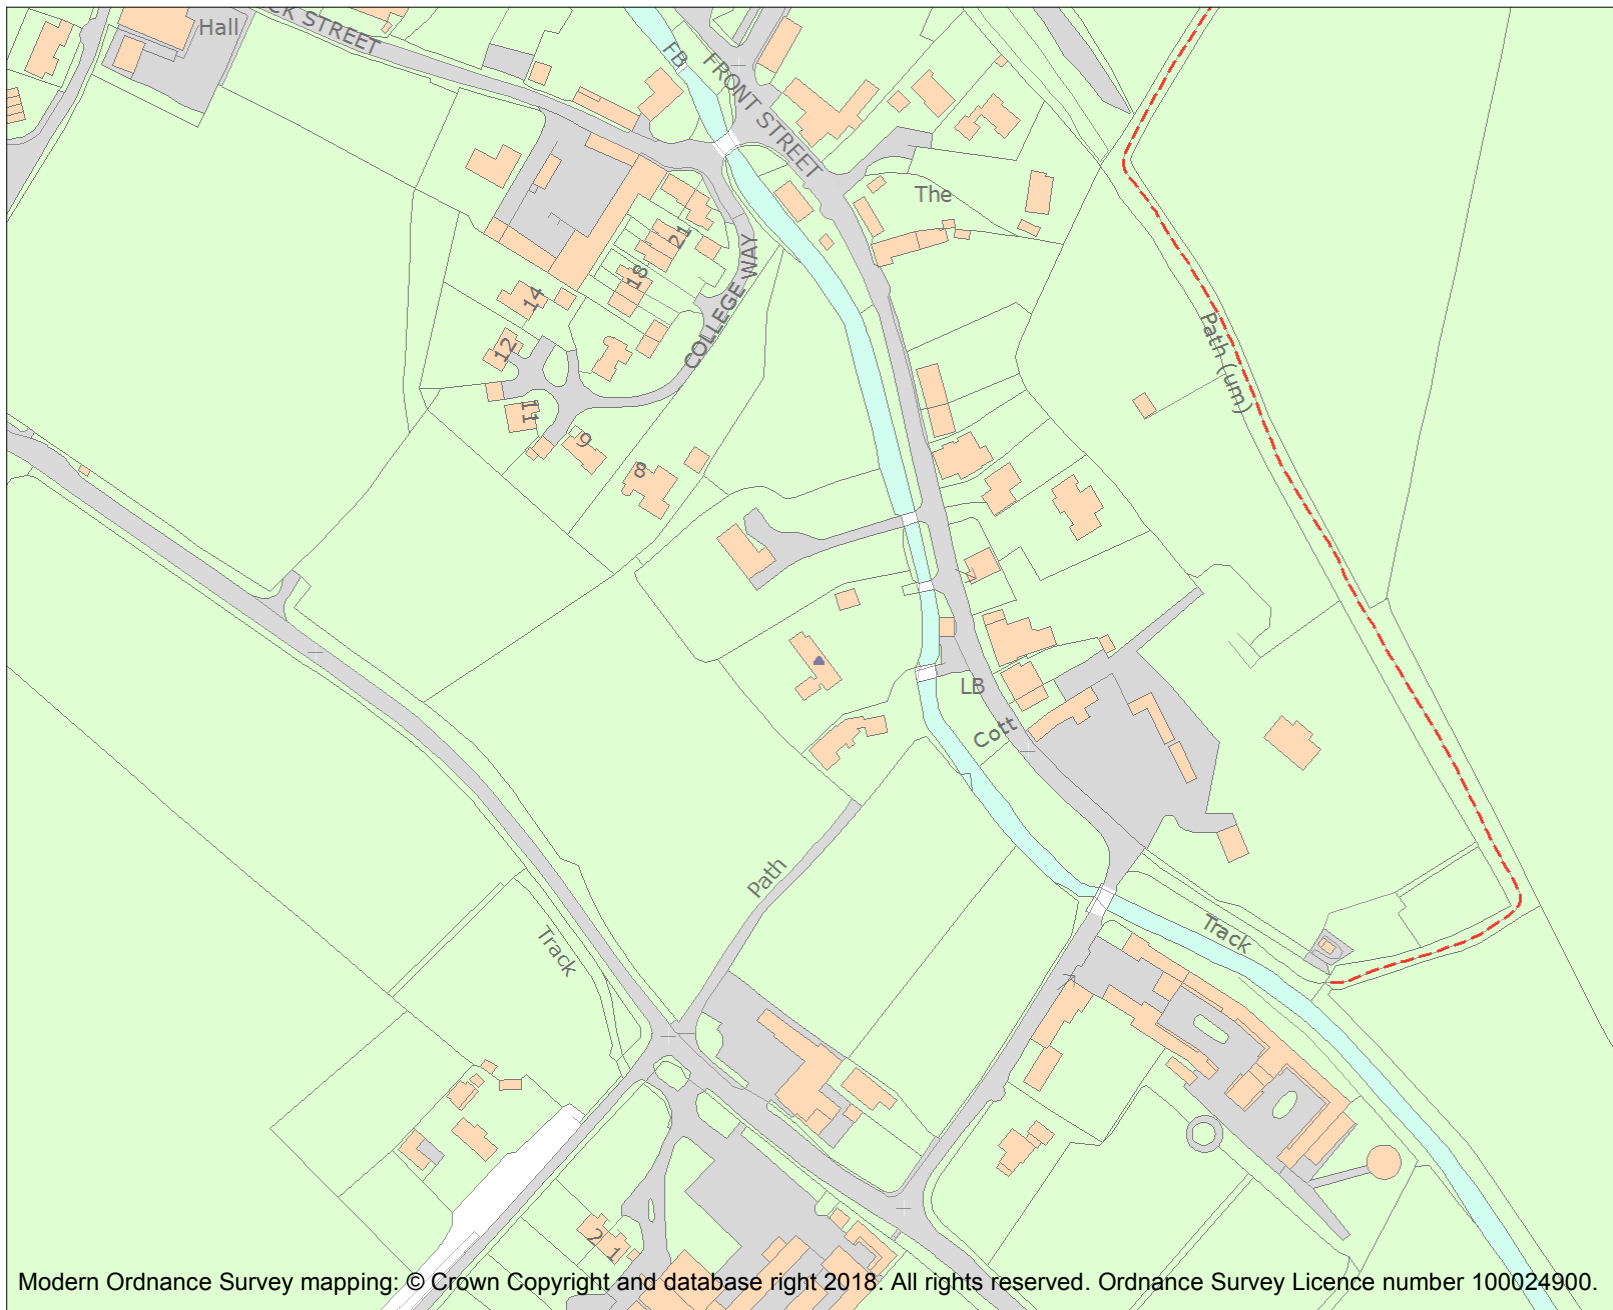 Hall
CK STREET
FB
FRONT STREET
The
21
18
14
COLLEGE WAY
12
Path (um)
11
9
8
LB
Cott
Path
Track
Track
2
1
Modern Ordnance Survey mapping: © Crown Copyright and database right 2018. All rights reserved. Ordnance Survey Licence number 100024900.